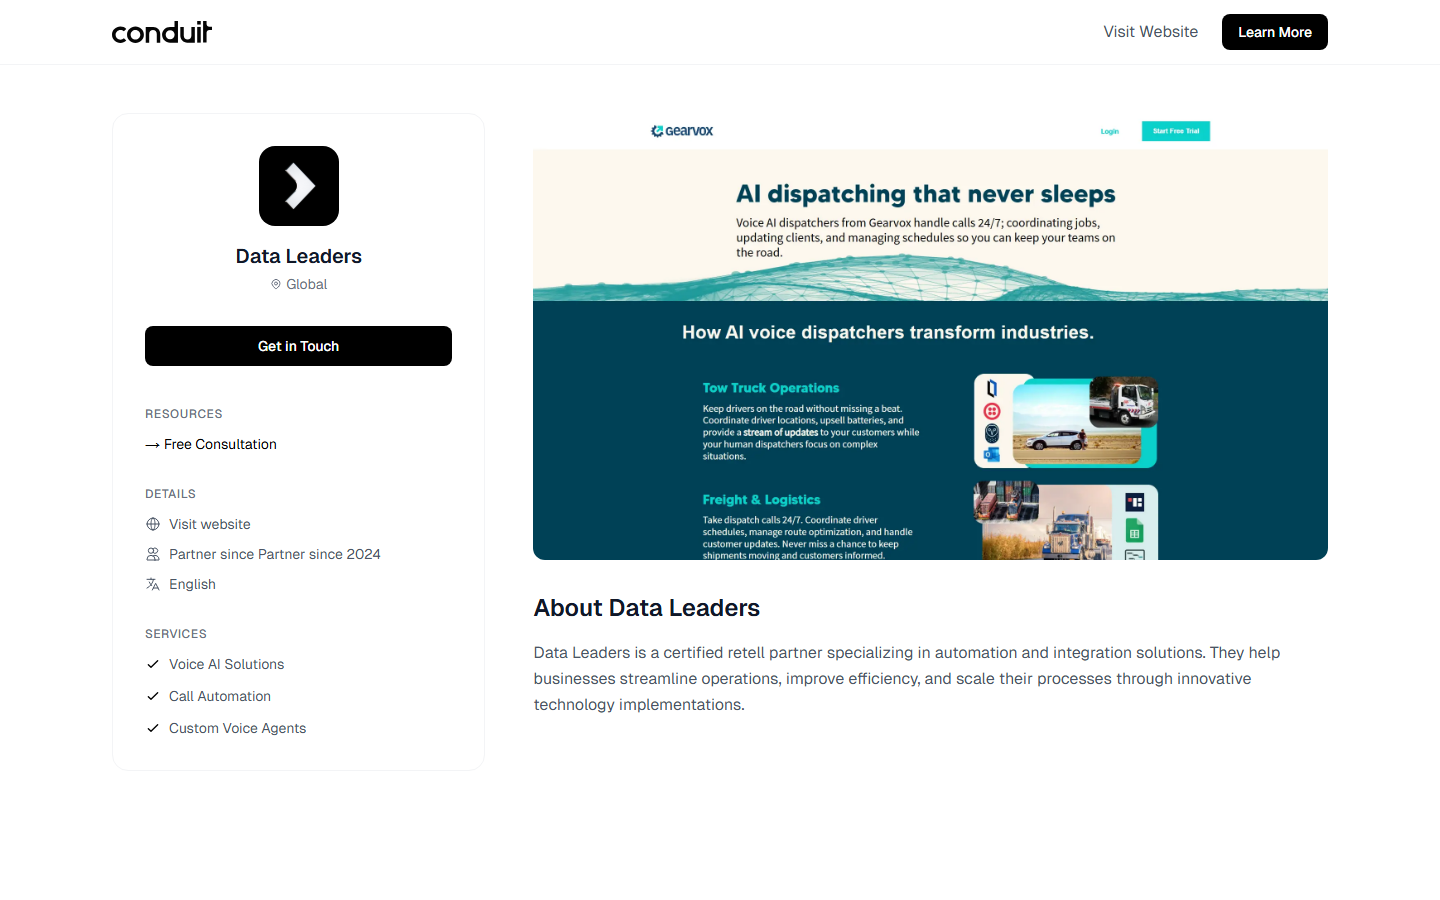 conduit
Visit Website
Learn More
Data Leaders
Global
Get in Touch
RESOURCES
→ Free Consultation
DETAILS
Visit website
Partner since Partner since 2024
English
SERVICES
Voice AI Solutions
Call Automation
Custom Voice Agents
GEARVOX
Login
Start Free Trial
AI dispatching that never sleeps
Voice AI dispatchers from Gearvox handle calls 24/7; coordinating jobs,
updating clients, and managing schedules so you can keep your teams on
the road.
How AI voice dispatchers transform industries.
Tow Truck Operations
Keep drivers on the road without missing a beat.
Coordinate driver locations, upsell batteries, and
provide a stream of updates to your customers while
your human dispatchers focus on complex
situations.
Freight & Logistics
Take dispatch calls 24/7. Coordinate driver
schedules, manage route optimization, and handle
customer updates. Never miss a chance to keep
shipments moving and customers informed.
About Data Leaders
Data Leaders is a certified retell partner specializing in automation and integration solutions. They help
businesses streamline operations, improve efficiency, and scale their processes through innovative
technology implementations.